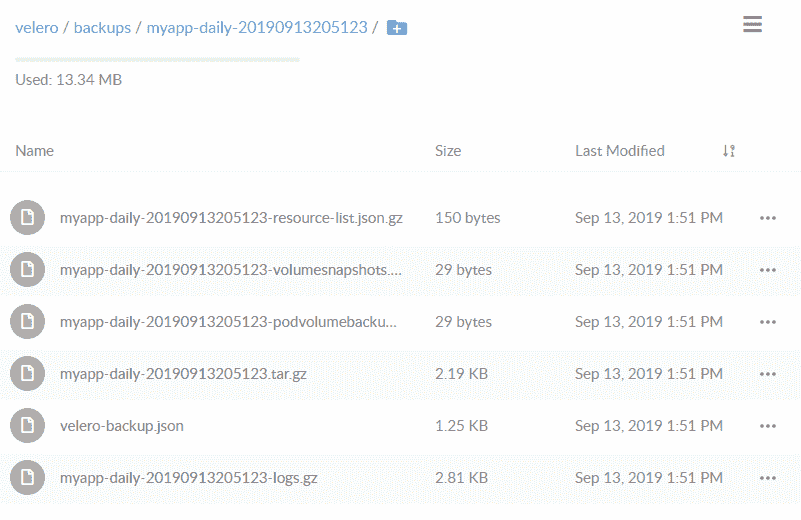 velero / backups / myapp-daily-20190913205123 /
Used: 13.34 MB
Name Size Last Modified
myapp-daily-20190913205123-resource-list.json.gz 150 bytes Sep 13, 2019 1:51 PM
myapp-daily-20190913205123-volumesnapshots.... 29 bytes Sep 13, 2019 1:51 PM
myapp-daily-20190913205123-podvolumebacku... 29 bytes Sep 13, 2019 1:51 PM
myapp-daily-20190913205123.tar.gz 2.19 KB Sep 13, 2019 1:51 PM
velero-backup.json 1.25 KB Sep 13, 2019 1:51 PM
myapp-daily-20190913205123-logs.gz 2.81 KB Sep 13, 2019 1:51 PM